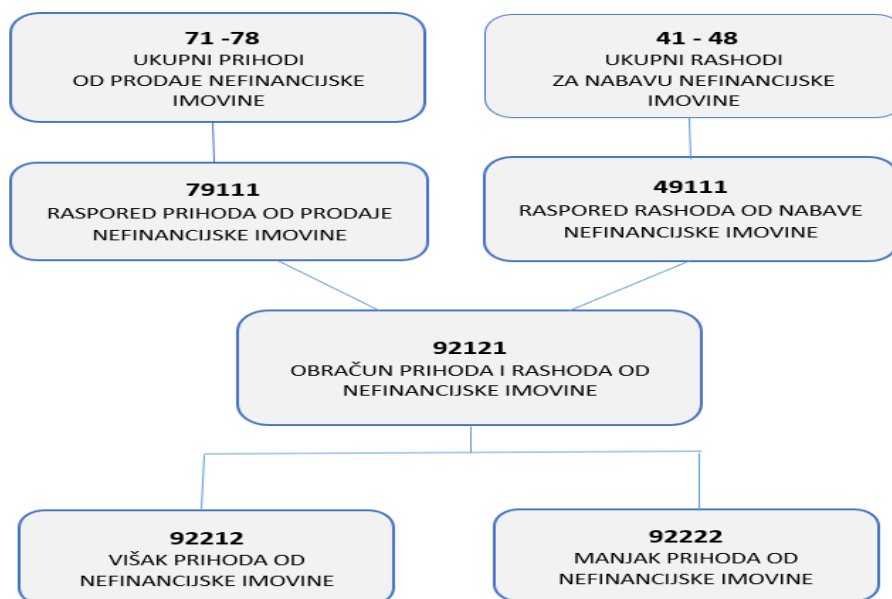 71 -78
UKUPNI PRIHODI
OD PRODAJE NEFINANCIJSKE
IMOVINE
41 - 48
UKUPNI RASHODI
ZA NABAVU NEFINANCIJSKE
IMOVINE
79111
RASPORED PRIHODA OD PRODAJE
NEFINANCIJSKE IMOVINE
49111
RASPORED RASHODA OD NABAVE
NEFINANCIJSKE IMOVINE
92121
OBRAČUN PRIHODA I RASHODA OD
NEFINANCIJSKE IMOVINE
92212
VIŠAK PRIHODA OD
NEFINANCIJSKE IMOVINE
92222
MANJAK PRIHODA OD
NEFINANCIJSKE IMOVINE